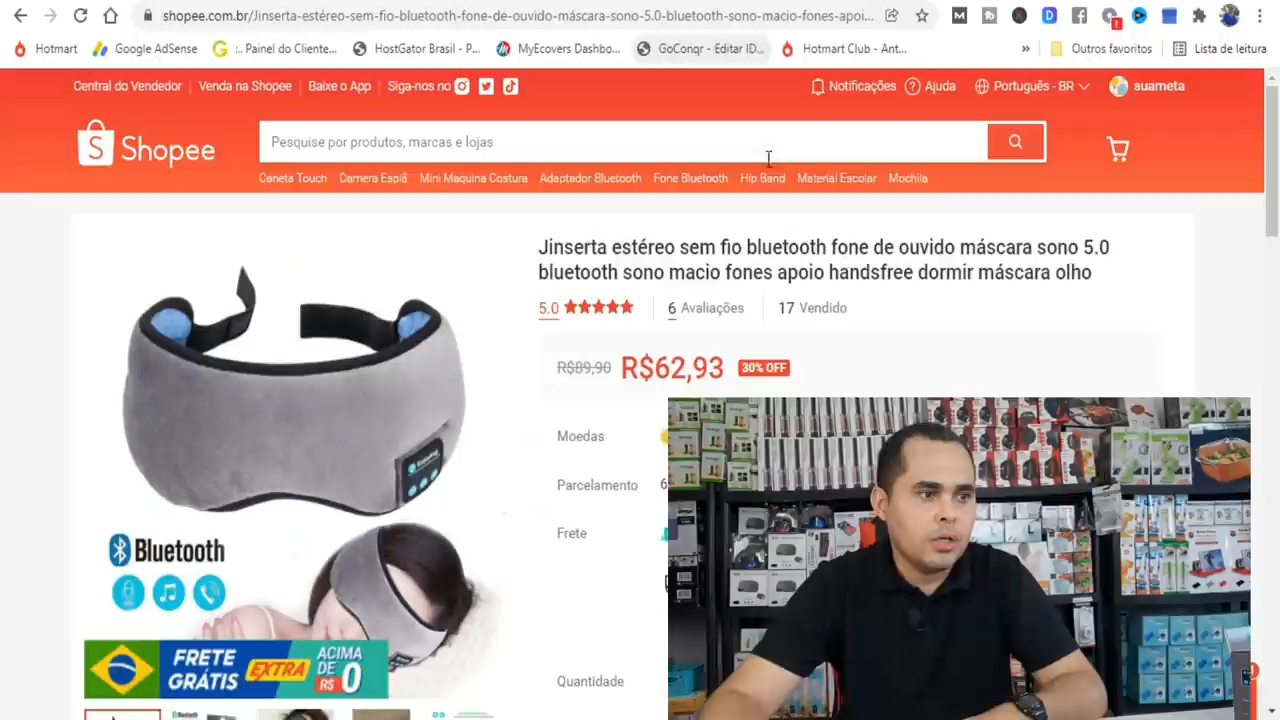 shopee.com.br/Jinserta-estéreo-sem-fio-bluetooth-fone-de-ouvido-máscara-sono-5.0-bluetooth-sono-macio-fones-apoi...
Hotmart
Google AdSense
:. Painel do Cliente...
HostGator Brasil - P...
MyEcovers Dashbo...
GoConqr - Editar ID...
Hotmart Club - Ant...
»
Outros favoritos
Lista de leitura
Central do Vendedor
Venda na Shopee
Baixe o App
Siga-nos no
Notificações
Ajuda
Português - BR
suameta
Shopee
Pesquise por produtos, marcas e lojas
Caneta Touch
Camera Espiã
Mini Maquina Costura
Adaptador Bluetooth
Fone Bluetooth
Hip Band
Material Escolar
Mochila
Jinserta estéreo sem fio bluetooth fone de ouvido máscara sono 5.0
bluetooth sono macio fones apoio handsfree dormir máscara olho
5.0
6 Avaliações
17 Vendido
R$89,90
R$62,93
30% OFF
Moedas
Parcelamento
6
Frete
Quantidade
Bluetooth
FRETE
GRÁTIS
EXTRA
ACIMA
DE
R$ 0